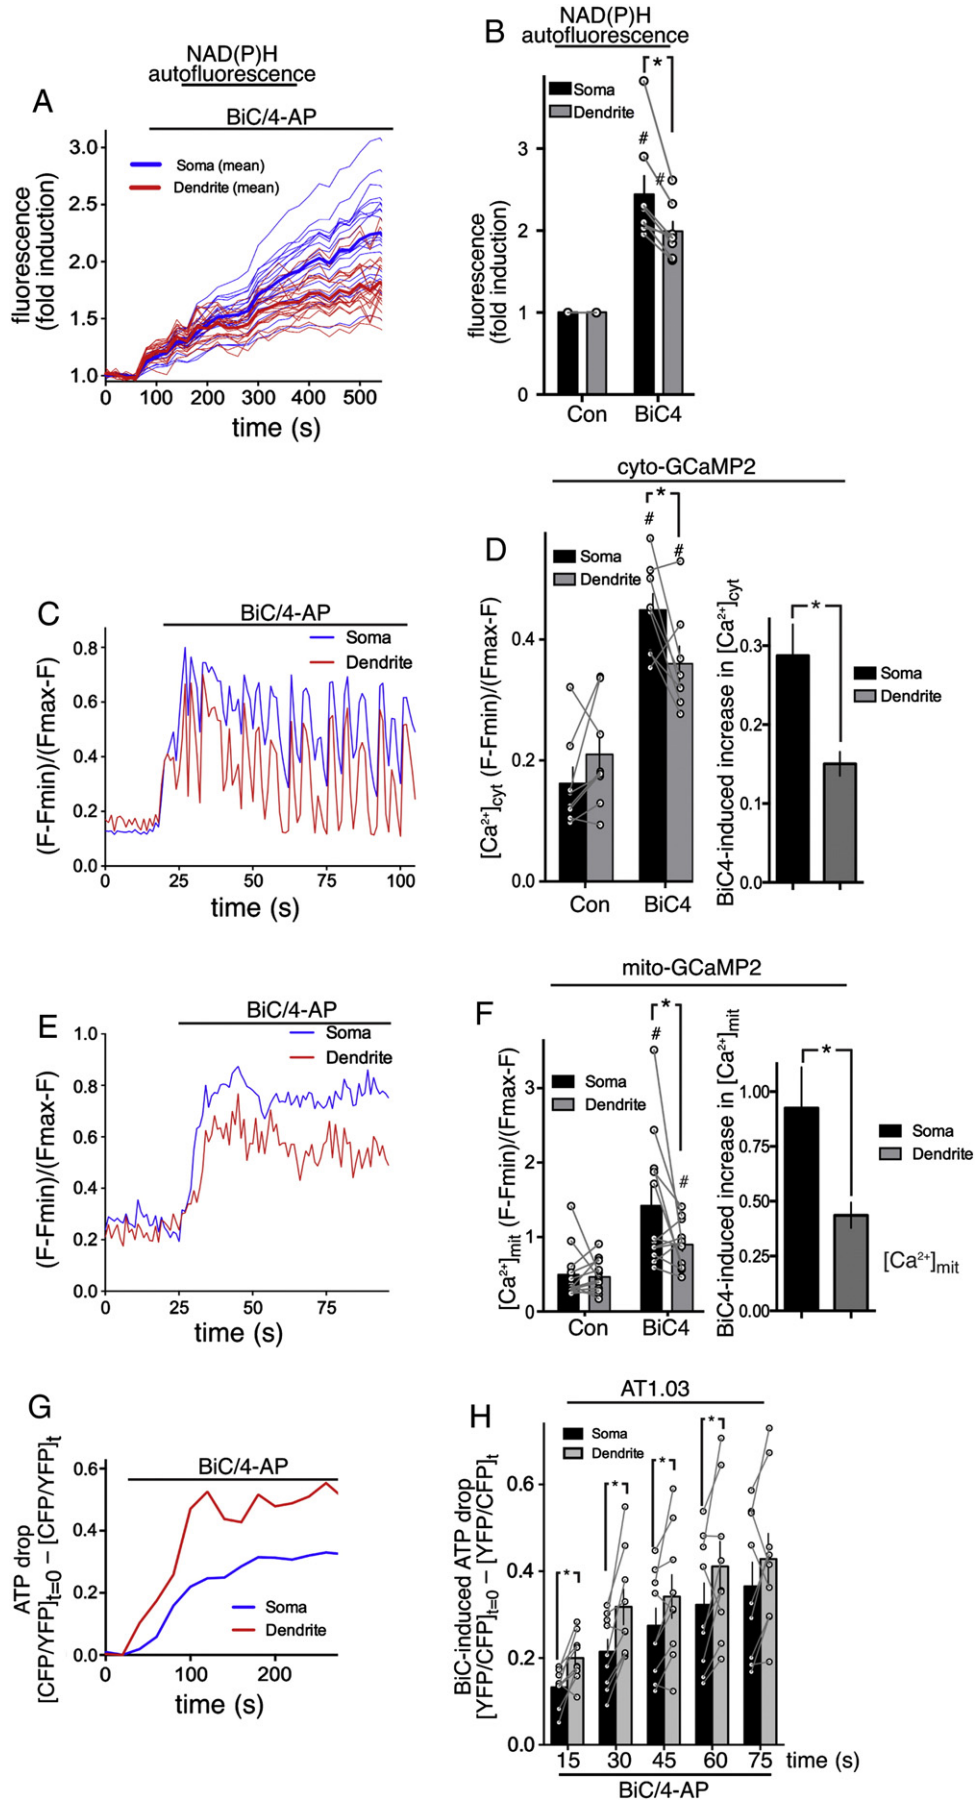 NAD(P)H
autofluorescence
A
BiC/4-AP
Soma (mean)
Dendrite (mean)
fluorescence
(fold induction)
3.0
2.5
2.0
1.5
1.0
0 100 200 300 400 500
time (s)
B
NAD(P)H
autofluorescence
*
Soma
Dendrite
#
#
fluorescence
(fold induction)
3
2
1
0
Con BiC4
C
BiC/4-AP
Soma
Dendrite
(F-Fmin)/(Fmax-F)
0.8
0.6
0.4
0.2
0.0
0 25 50 75 100
time (s)
cyto-GCaMP2
D
*
#
#
Soma
Dendrite
[Ca²⁺]cyt (F-Fmin)/(Fmax-F)
0.4
0.2
0.0
Con BiC4
BiC4-induced increase in [Ca²⁺]cyt
*
0.3
0.2
0.1
0.0
Soma
Dendrite
E
BiC/4-AP
Soma
Dendrite
(F-Fmin)/(Fmax-F)
1.0
0.8
0.6
0.4
0.2
0.0
0 25 50 75
time (s)
mito-GCaMP2
F
*
#
#
Soma
Dendrite
[Ca²⁺]mit (F-Fmin)/(Fmax-F)
3
2
1
0
Con BiC4
BiC4-induced increase in [Ca²⁺]mit
*
1.00
0.75
0.50
0.25
0.00
Soma
Dendrite
[Ca²⁺]mit
G
BiC/4-AP
ATP drop
[CFP/YFP]t=0 – [CFP/YFP]t
0.6
0.4
0.2
0.0
Soma
Dendrite
0 100 200
time (s)
AT1.03
H
Soma
Dendrite
* * * *
BiC-induced ATP drop
[YFP/CFP]t=0 – [YFP/CFP]t
0.6
0.4
0.2
0.0
15 30 45 60 75 time (s)
BiC/4-AP